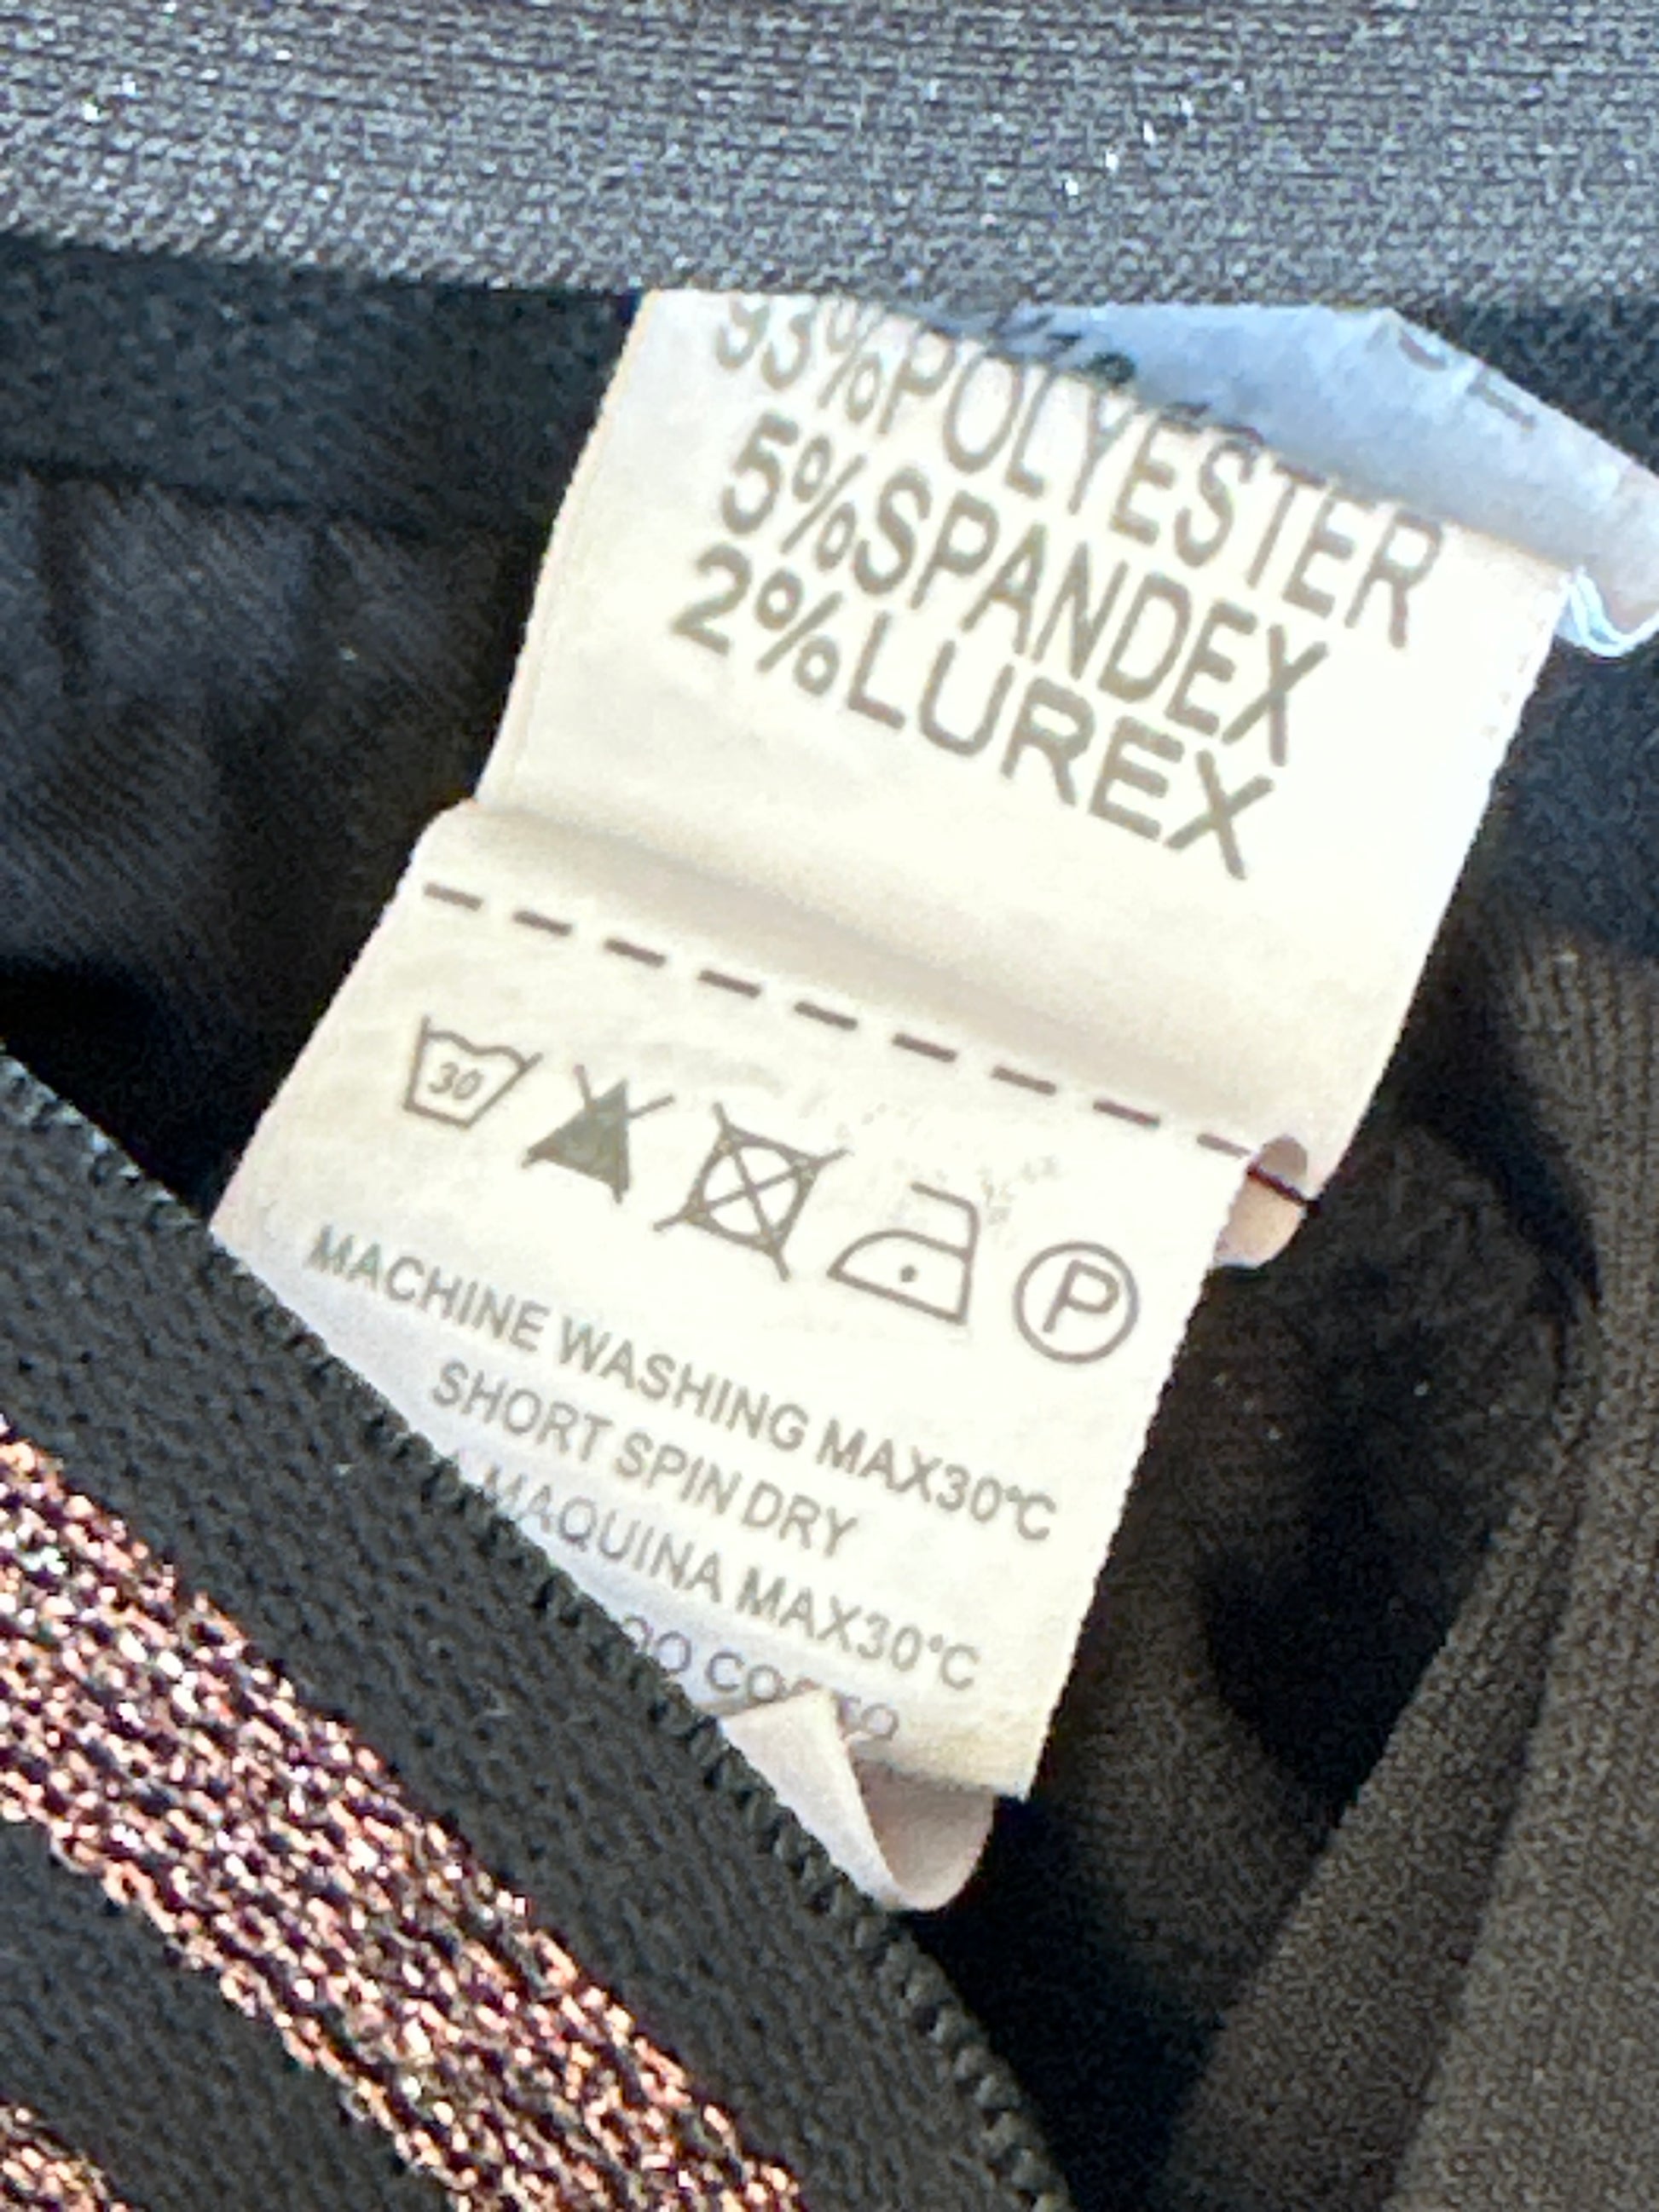 93%POLYESTER
5%SPANDEX
2%LUREX
30
P
MACHINE WASHING MAX30°C
SHORT SPIN DRY
MAQUINA MAX30°C